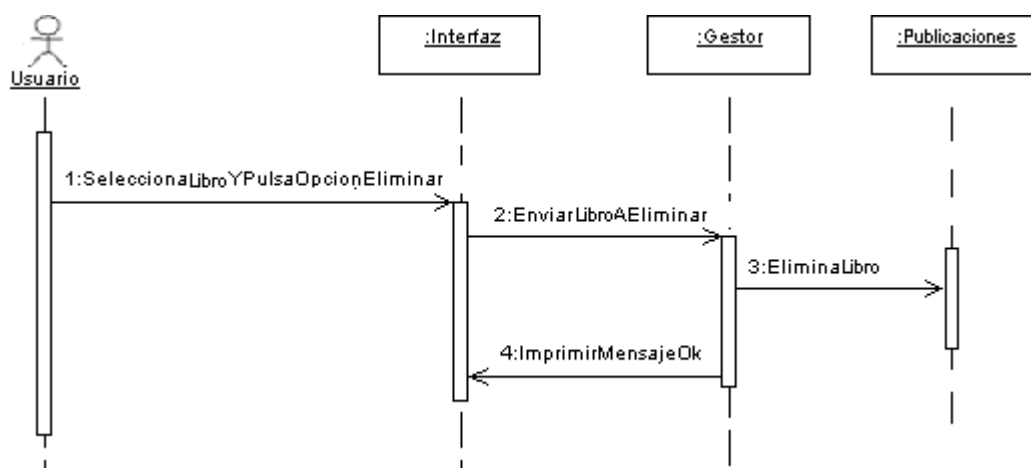 Usuario
:Interfaz
:Gestor
:Publicaciones
1:SeleccionaLibroYPulsaOpcionEliminar
2:EnviarLibroAEliminar
3:EliminaLibro
4:ImprimirMensajeOk